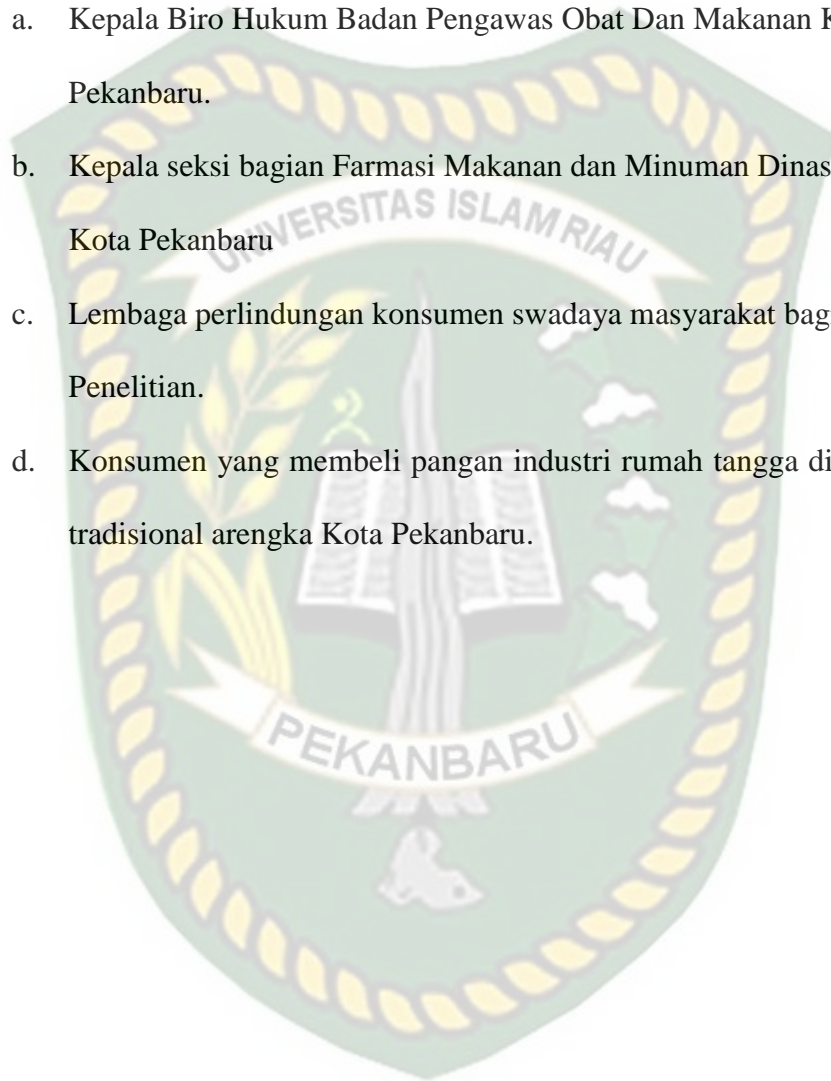 a. Kepala Biro Hukum Badan Pengawas Obat Dan Makanan
Pekanbaru.
b. Kepala seksi bagian Farmasi Makanan dan Minuman Dinas
UNIVERSITAS ISLAM RIAU
Kota Pekanbaru
c. Lembaga perlindungan konsumen swadaya masyarakat
Penelitian.
d. Konsumen yang membeli pangan industri rumah tangga di
tradisional arengka Kota Pekanbaru.
PEKANBARU